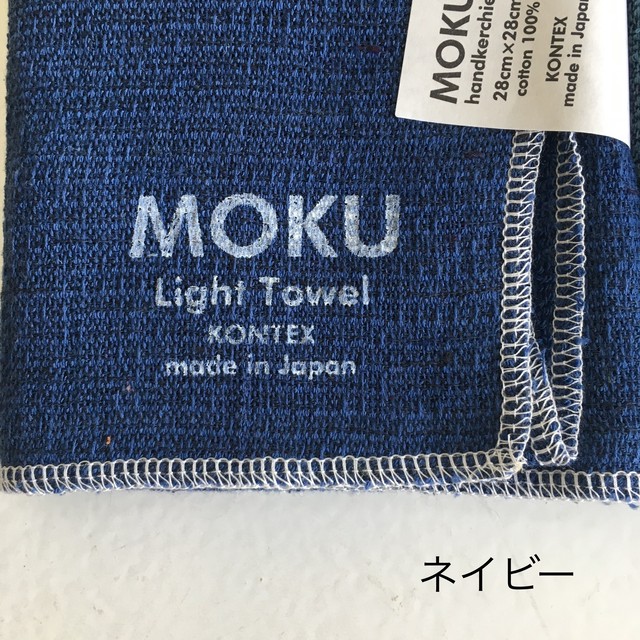 MOKU
handkerchie
28cm×28cm
cotton 100%
KONTEX
made in Japan
MOKU
Light Towel
KONTEX
made in Japan
ネイビー